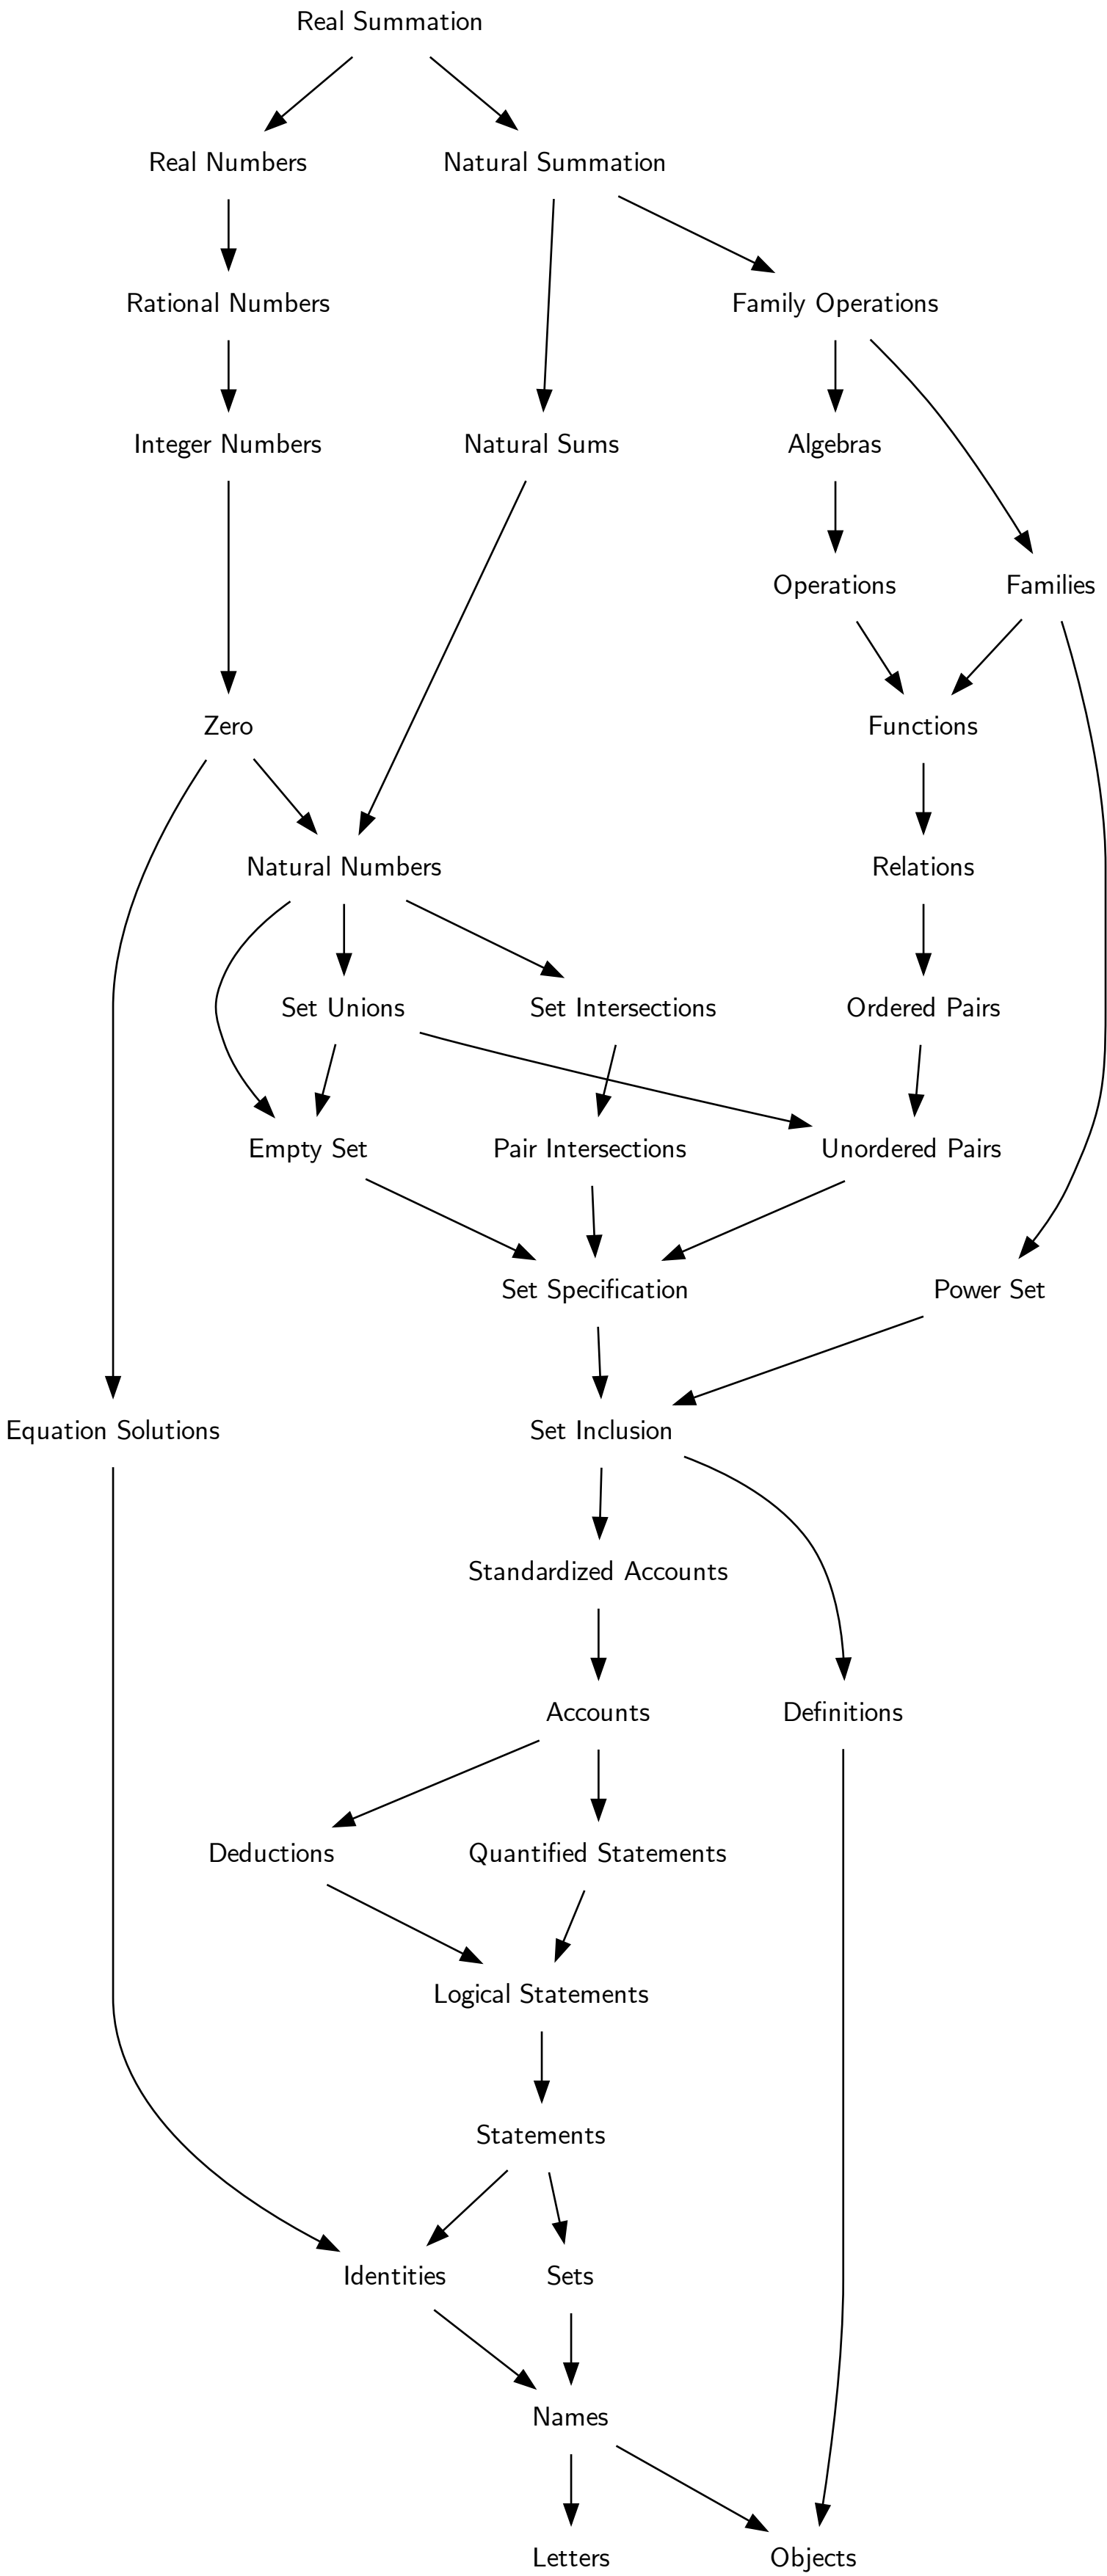 Real Summation
Real Numbers
Natural Summation
Rational Numbers
Family Operations
Integer Numbers
Natural Sums
Algebras
Operations
Families
Zero
Functions
Natural Numbers
Relations
Set Unions
Set Intersections
Ordered Pairs
Empty Set
Pair Intersections
Unordered Pairs
Set Specification
Power Set
Equation Solutions
Set Inclusion
Standardized Accounts
Accounts
Definitions
Deductions
Quantified Statements
Logical Statements
Statements
Identities
Sets
Names
Letters
Objects